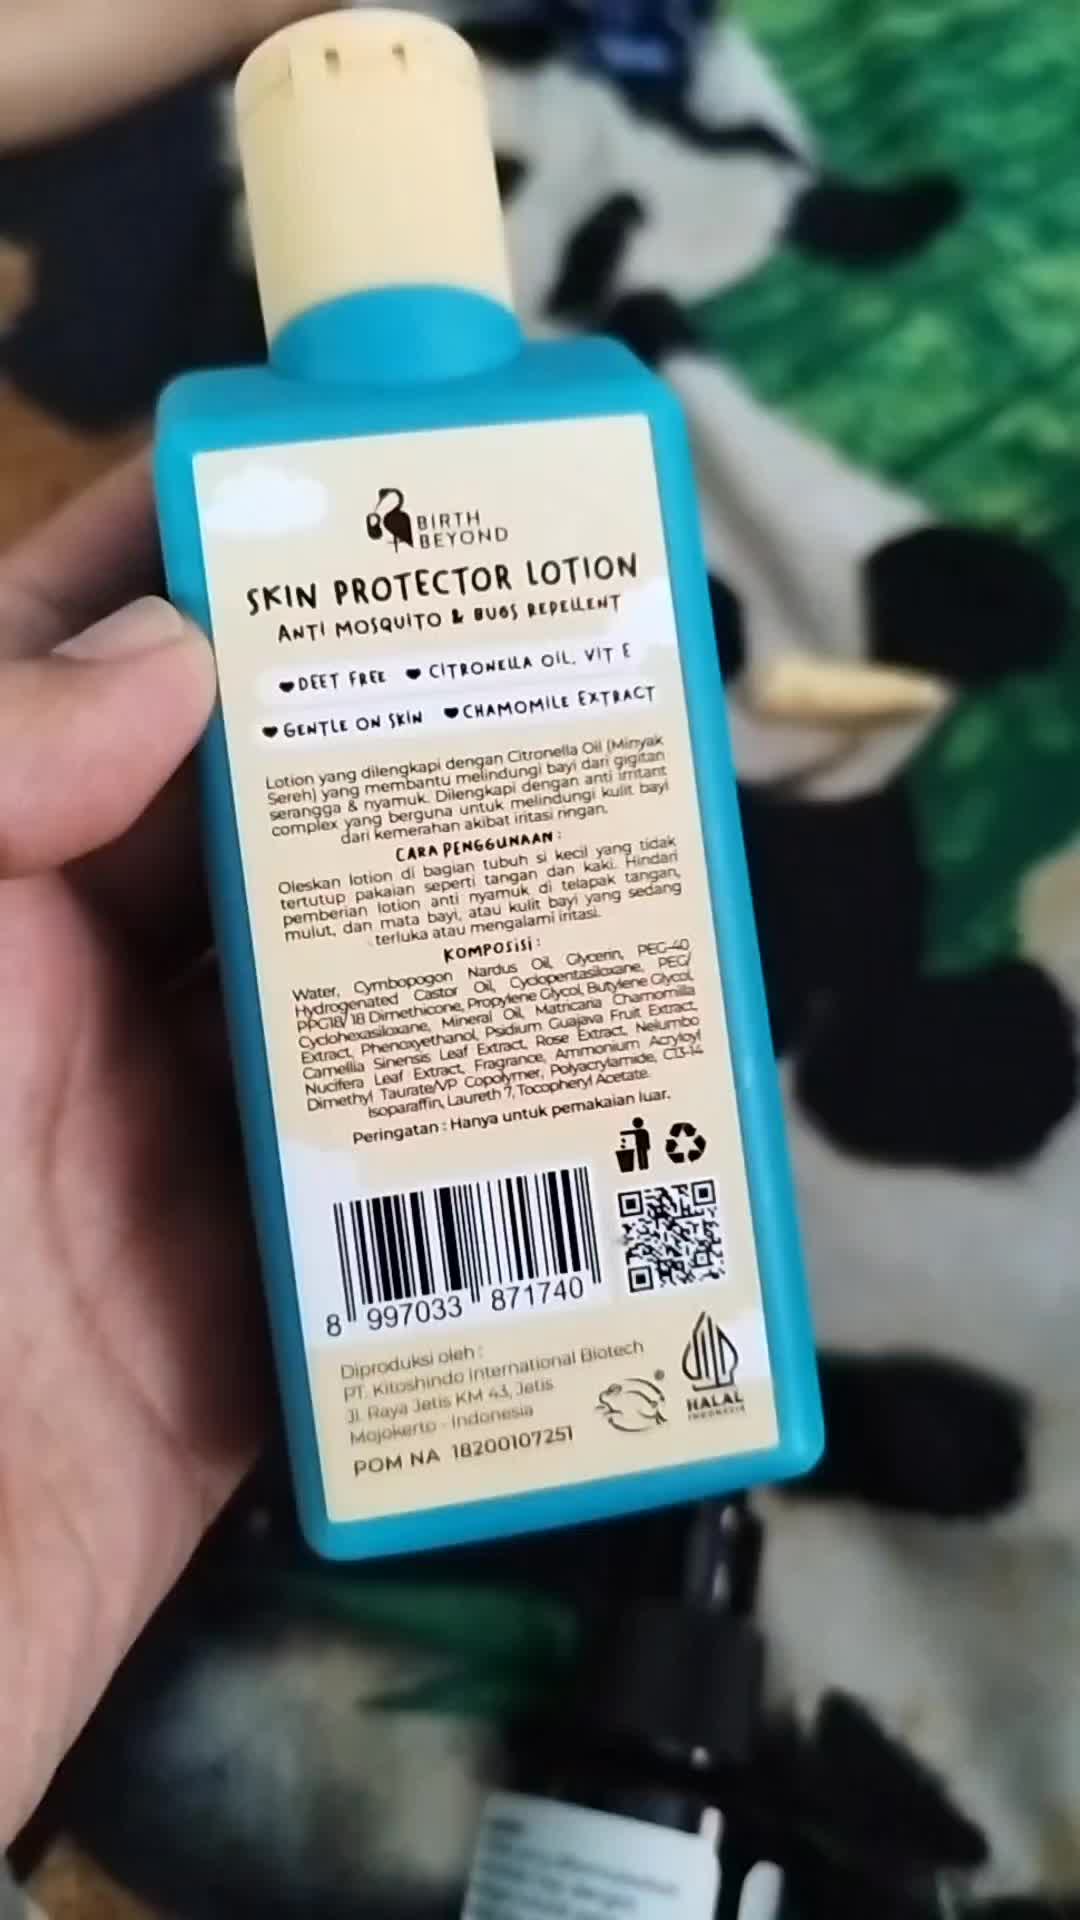 BIRTH
BEYOND
SKIN PROTECTOR LOTION
ANTI MOSQUITO & BUGS REPELLENT
DEET FREE CITRONELLA OIL, VIT E
GENTLE ON SKIN CHAMOMILE EXTRACT
Lotion yang dilengkapi dengan Citronella Oil (Minyak
Sereh) yang membantu melindungi bayi dari gigitan
serangga & nyamuk. Dilengkapi dengan anti irritant
complex yang berguna untuk melindungi kulit bayi
dari kemerahan akibat iritasi ringan.
CARA PENGGUNAAN :
Oleskan lotion di bagian tubuh si kecil yang tidak
tertutup pakaian seperti tangan dan kaki. Hindari
pemberian lotion anti nyamuk di telapak tangan,
mulut, dan mata bayi, atau kulit bayi yang sedang
terluka atau mengalami iritasi.
KOMPOSISI :
Water, Cymbopogon Nardus Oil, Glycerin, PEG-40
Hydrogenated Castor Oil, Cyclopentasiloxane, PEG/
PPG18/ 18 Dimethicone, Propylene Glycol, Butylene Glycol,
Cyclohexasiloxane, Mineral Oil, Matricaria Chamomilla
Extract, Phenoxyethanol, Psidium Guajava Fruit Extract,
Camellia Sinensis Leaf Extract, Rose Extract, Nelumbo
Nucifera Leaf Extract, Fragrance, Ammonium Acryloyl
Dimethyl Taurate/VP Copolymer, Polyacrylamide, C13-14
Isoparaffin, Laureth 7, Tocopheryl Acetate.
Peringatan : Hanya untuk pemakaian luar.
8 997033 871740
Diproduksi oleh :
PT. Kitoshindo International Biotech
Jl. Raya Jetis KM 43, Jetis
Mojokerto - Indonesia
POM NA 18200107251
HALAL
INDONESIA